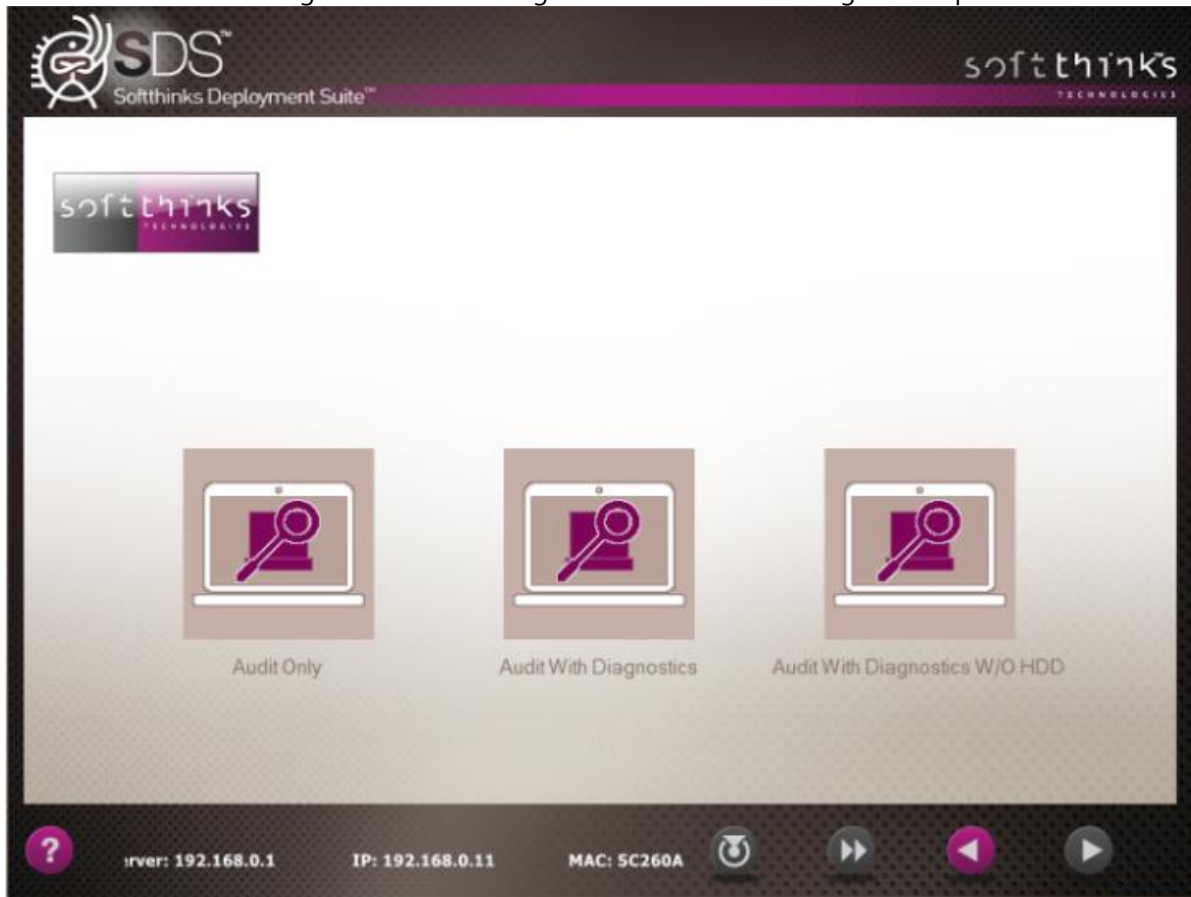 SDS™
Softthinks Deployment Suite™
softthinks
TECHNOLOGIES
softthinks
TECHNOLOGIES
Audit Only
Audit With Diagnostics
Audit With Diagnostics W/O HDD
?
rver: 192.168.0.1
IP: 192.168.0.11
MAC: 5C260A